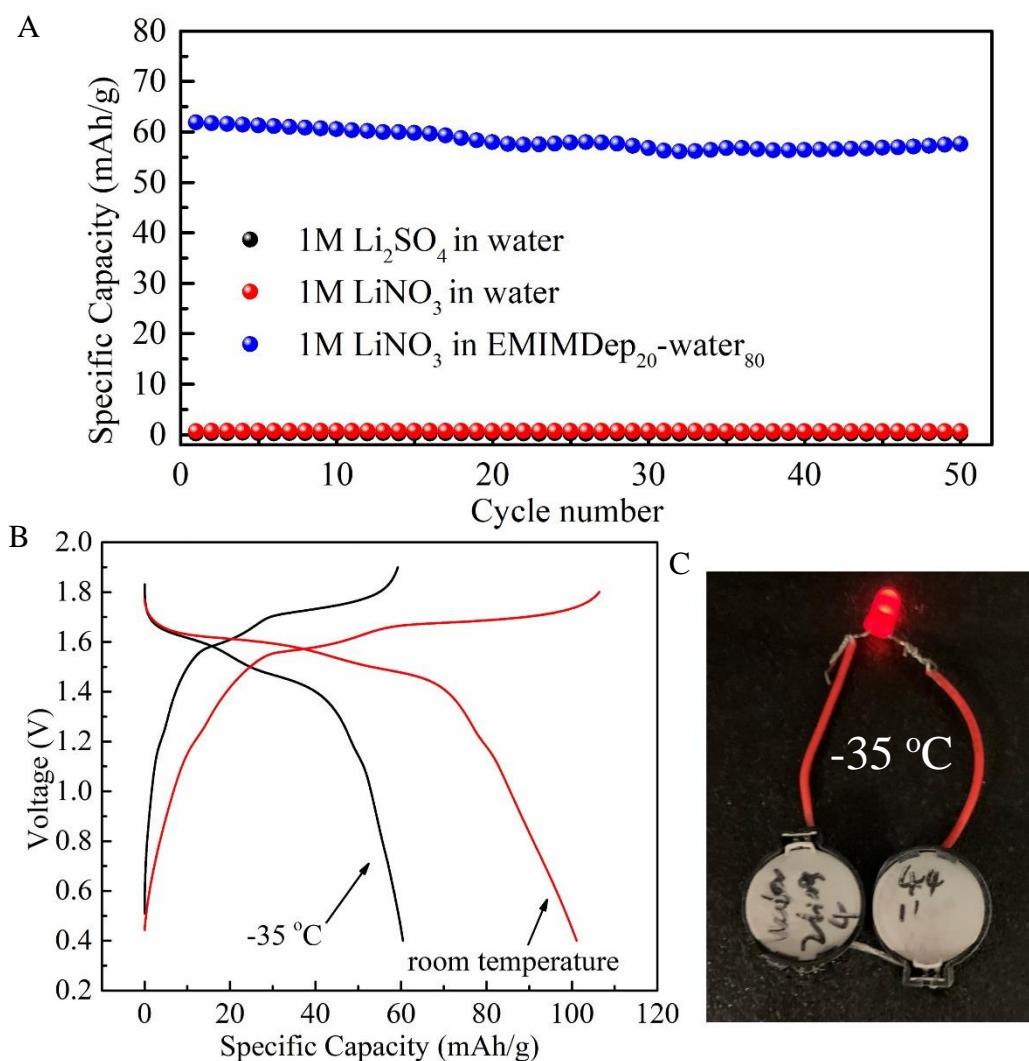 A
80
70
60
50
40
30
20
10
0
Specific Capacity (mAh/g)
1M Li₂SO₄ in water
1M LiNO₃ in water
1M LiNO₃ in EMIMDep₂₀-water₈₀
0 10 20 30 40 50
Cycle number
B
2.0
1.8
1.6
1.4
1.2
1.0
0.8
0.6
0.4
0.2
Voltage (V)
-35 °C
room temperature
0 20 40 60 80 100 120
Specific Capacity (mAh/g)
C
-35 °C